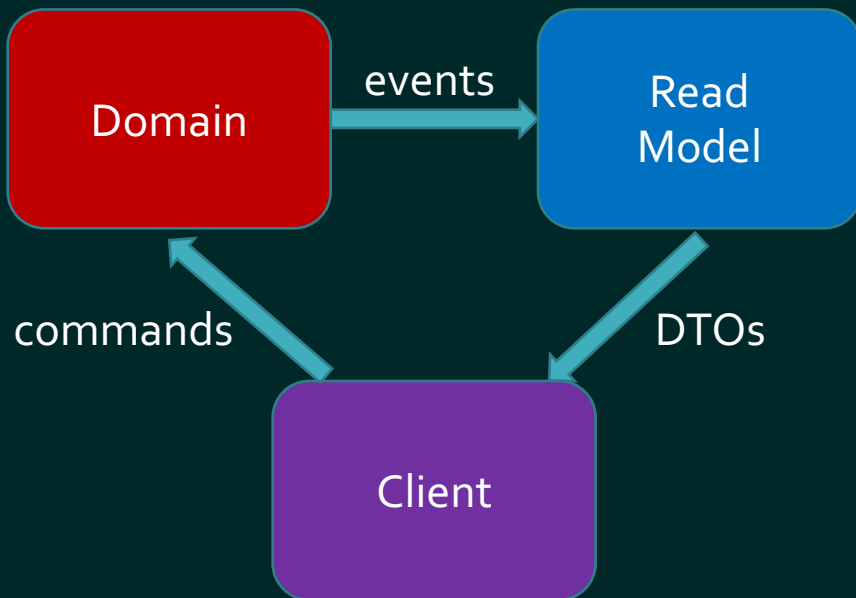 events
Domain
Read
Model
commands
DTOs
Client